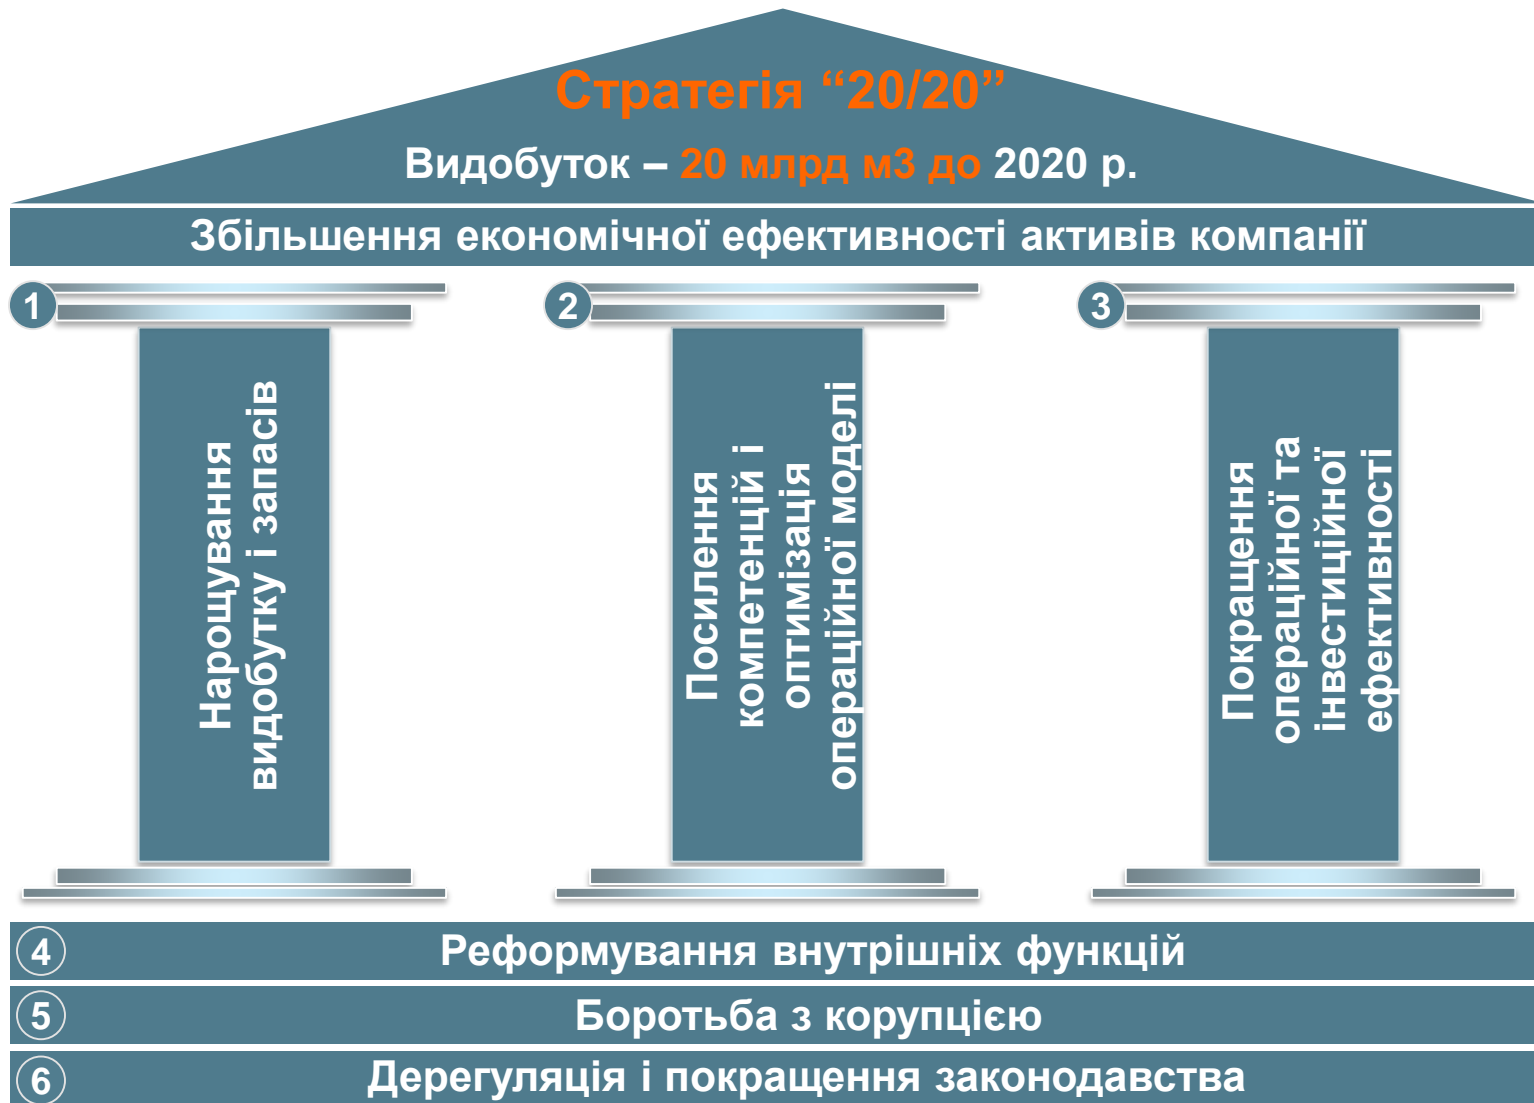 Стратегія “20/20”
Видобуток – 20 млрд м3 до 2020 р.
Збільшення економічної ефективності активів компанії
1
Нарощування
видобутку і запасів
2
Посилення
компетенцій і
оптимізація
операційної моделі
3
Покращення
операційної та
інвестиційної
ефективності
4
Реформування внутрішніх функцій
5
Боротьба з корупцією
6
Дерегуляція і покращення законодавства